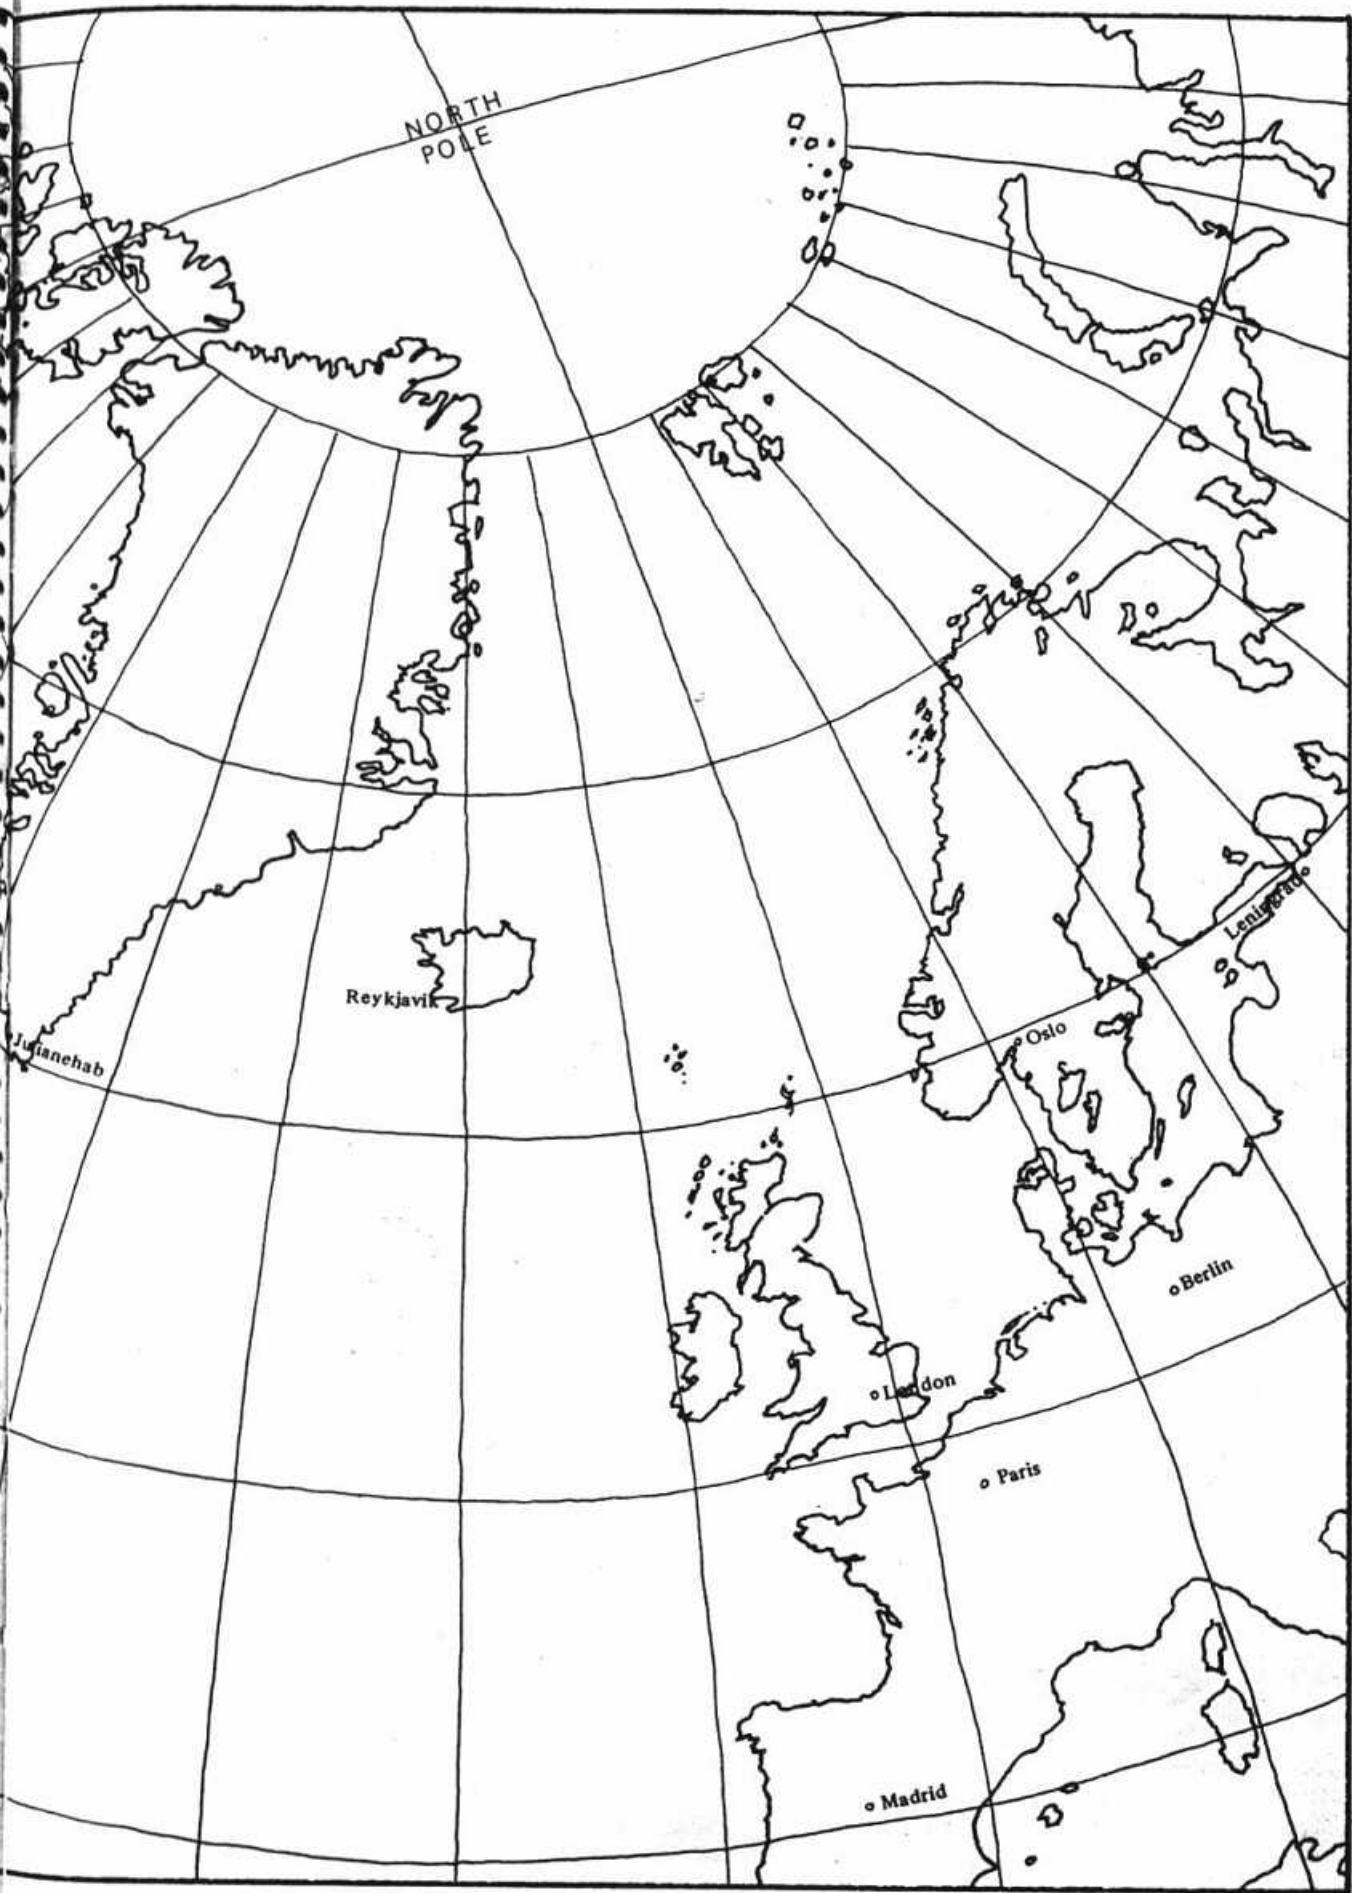 NORTH
POLE
Leningrad
Reykjavik
Oslo
Julianehab
Berlin
London
Paris
Madrid